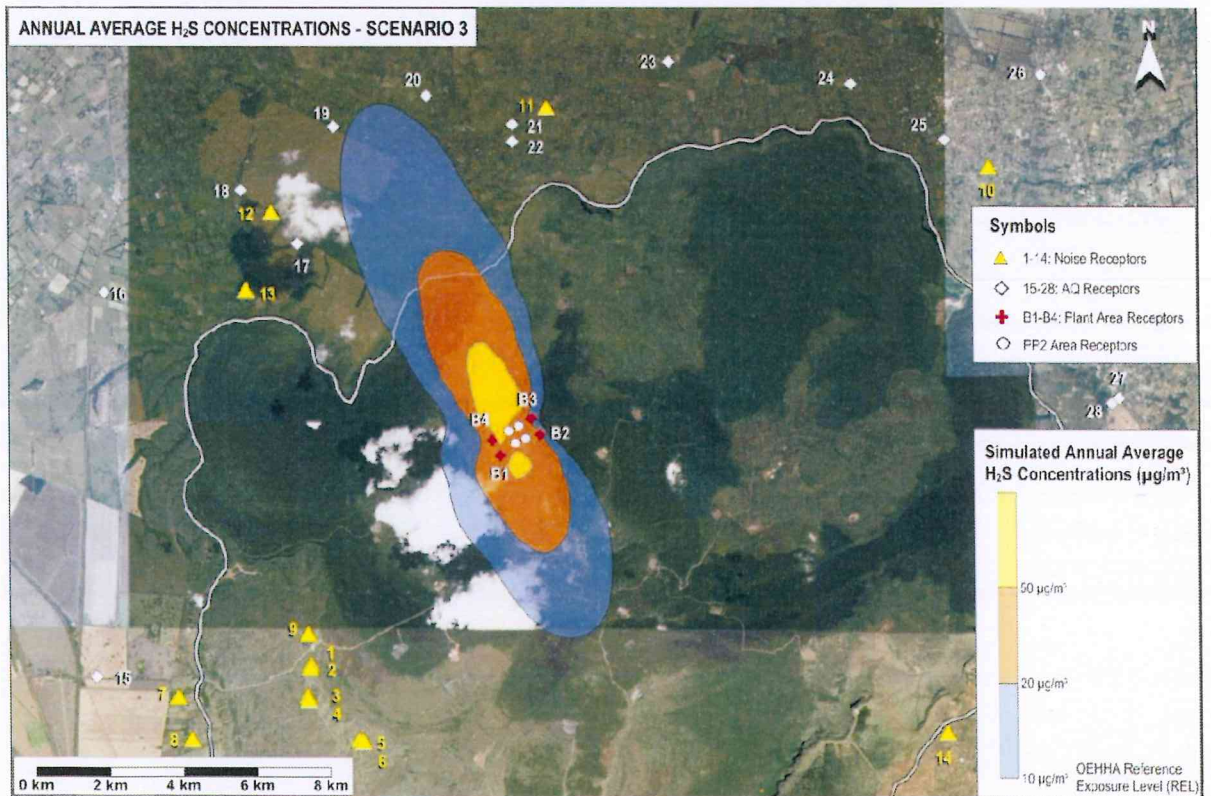 ANNUAL AVERAGE H₂S CONCENTRATIONS - SCENARIO 3
N
23
26
20
24
11
19
21
25
22
10
18
12
17
16
13
Symbols
1-14: Noise Receptors
15-28: AQ Receptors
B1-B4: Plant Area Receptors
PP2 Area Receptors
27
28
B3
B4
B2
B1
Simulated Annual Average
H₂S Concentrations (µg/m³)
50 µg/m³
20 µg/m³
10 µg/m³
OEHHA Reference
Exposure Level (REL)
9
1
2
15
7
3
4
8
5
6
14
0 km 2 km 4 km 6 km 8 km